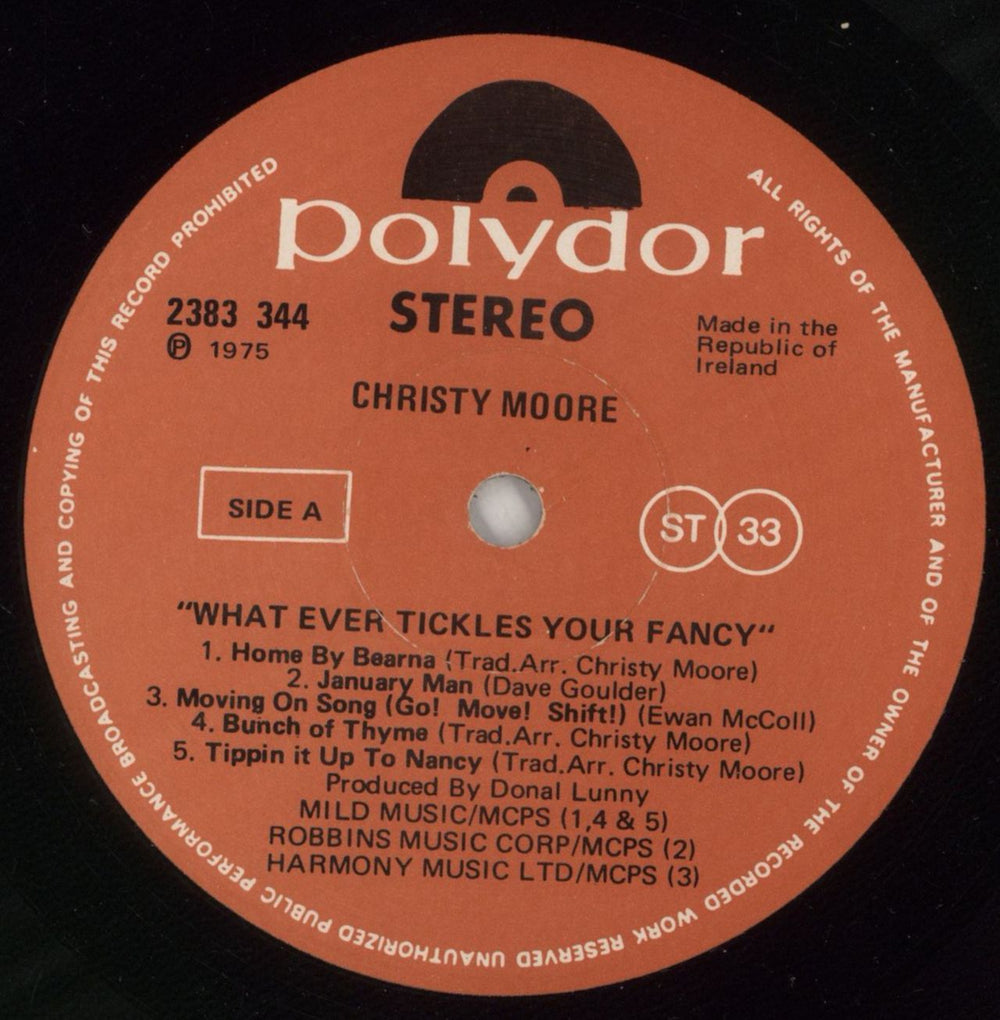 polydor
2383 344
STEREO
Made in the
Republic of
Ireland
Ⓟ 1975
CHRISTY MOORE
SIDE A
ST 33
"WHAT EVER TICKLES YOUR FANCY"
1. Home By Bearna (Trad.Arr. Christy Moore)
2. January Man (Dave Goulder)
3. Moving On Song (Go! Move! Shift!) (Ewan McColl)
4. Bunch of Thyme (Trad.Arr. Christy Moore)
5. Tippin it Up To Nancy (Trad.Arr. Christy Moore)
Produced By Donal Lunny
MILD MUSIC/MCPS (1,4 & 5)
ROBBINS MUSIC CORP/MCPS (2)
HARMONY MUSIC LTD/MCPS (3)
ALL RIGHTS OF THE MANUFACTURER AND OF THE OWNER OF THE RECORDED WORK RESERVED UNAUTHORIZED PUBLIC PERFORMANCE BROADCASTING AND COPYING OF THIS RECORD PROHIBITED